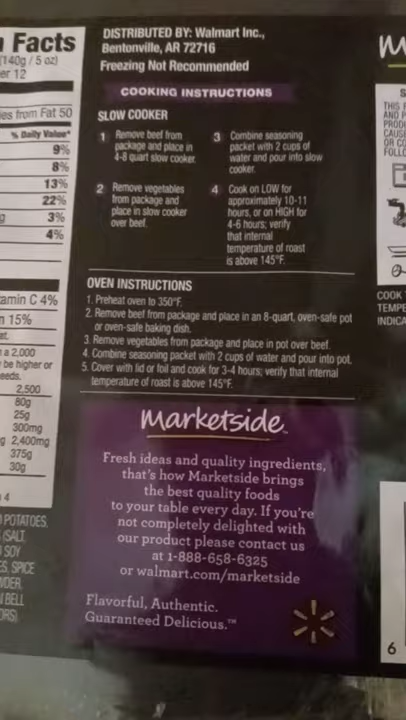 Facts
(140g / 5 oz)
er 12
ies from Fat 50
% Daily Value*
9%
8%
13%
22%
3%
4%
amin C 4%
15%
a 2,000
be higher or
eeds.
2,500
80g
25g
300mg
2,400mg
375g
30g
4
POTATOES,
SALT,
SOY
SPICE
BELL
DISTRIBUTED BY: Walmart Inc.,
Bentonville, AR 72716
Freezing Not Recommended
COOKING INSTRUCTIONS
SLOW COOKER
1 Remove beef from
package and place in
4-8 quart slow cooker.
2 Remove vegetables
from package and
place in slow cooker
over beef.
3 Combine seasoning
packet with 2 cups of
water and pour into slow
cooker.
4 Cook on LOW for
approximately 10-11
hours, or on HIGH for
4-6 hours; verify
that internal
temperature of roast
is above 145°F.
OVEN INSTRUCTIONS
1. Preheat oven to 350°F.
2. Remove beef from package and place in an 8-quart, oven-safe pot
or oven-safe baking dish.
3. Remove vegetables from package and place in pot over beef.
4. Combine seasoning packet with 2 cups of water and pour into pot.
5. Cover with lid or foil and cook for 3-4 hours; verify that internal
temperature of roast is above 145°F.
marketside™
Fresh ideas and quality ingredients,
that's how Marketside brings
the best quality foods
to your table every day. If you're
not completely delighted with
our product please contact us
at 1-888-658-6325
or walmart.com/marketside
Flavorful, Authentic.
Guaranteed Delicious.™
THIS
AND P
PROD
CAUS
OR CO
FOLL
COOK
TEMPE
INDICA
6